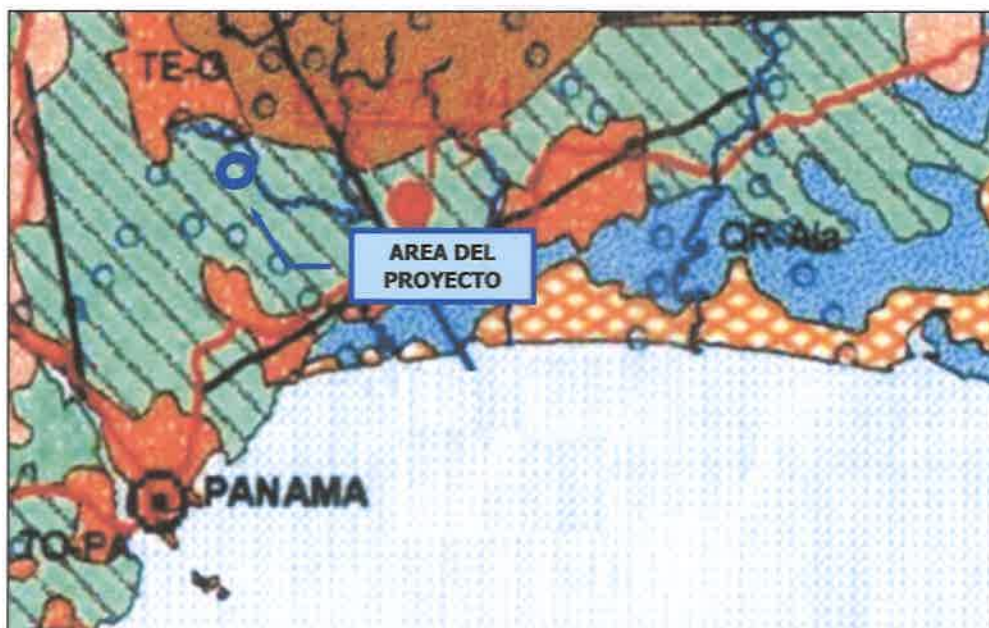 TE-G
AREA DEL
PROYECTO
QR-Ala
PANAMA
TO-PA